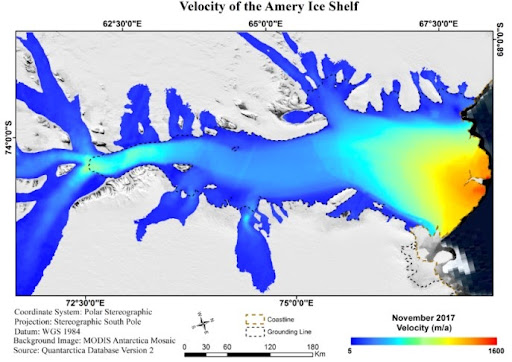 Velocity of the Amery Ice Shelf
62°30'0"E 65°0'0"E 67°30'0"E
68°0'0"S
74°0'0"S
72°30'0"E 75°0'0"E
Coordinate System: Polar Stereographic
Projection: Stereographic South Pole
Datum: WGS 1984
Background Image: MODIS Antarctica Mosaic
Source: Quantarctica Database Version 2
Coastline
Grounding Line
0 30 60 90 120 180
Km
November 2017
Velocity (m/a)
5 1600